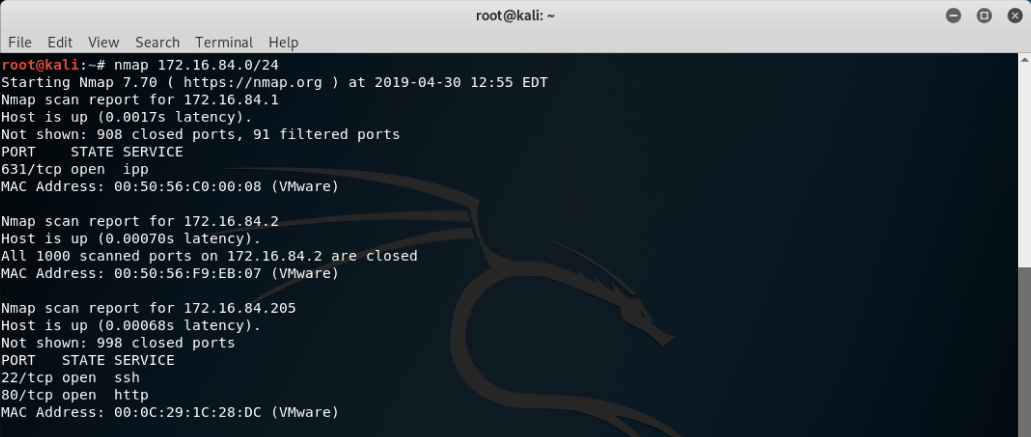 root@kali: ~
File Edit View Search Terminal Help
root@kali:~# nmap 172.16.84.0/24
Starting Nmap 7.70 ( https://nmap.org ) at 2019-04-30 12:55 EDT
Nmap scan report for 172.16.84.1
Host is up (0.0017s latency).
Not shown: 908 closed ports, 91 filtered ports
PORT    STATE SERVICE
631/tcp open  ipp
MAC Address: 00:50:56:C0:00:08 (VMware)

Nmap scan report for 172.16.84.2
Host is up (0.00070s latency).
All 1000 scanned ports on 172.16.84.2 are closed
MAC Address: 00:50:56:F9:EB:07 (VMware)

Nmap scan report for 172.16.84.205
Host is up (0.00068s latency).
Not shown: 998 closed ports
PORT   STATE SERVICE
22/tcp open  ssh
80/tcp open  http
MAC Address: 00:0C:29:1C:28:DC (VMware)